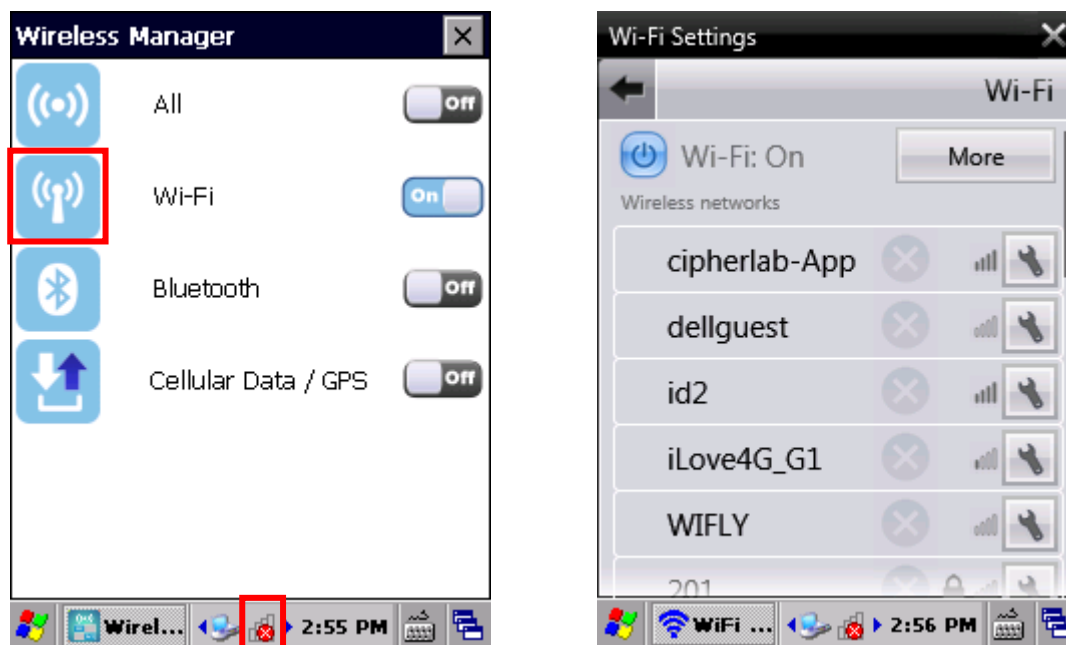 Wireless Manager
All
Off
Wi-Fi
On
Bluetooth
Off
Cellular Data / GPS
Off
Wirel...
2:55 PM
Wi-Fi Settings
Wi-Fi
Wi-Fi: On
More
Wireless networks
cipherlab-App
dellguest
id2
iLove4G_G1
WIFLY
201
WiFi ...
2:56 PM